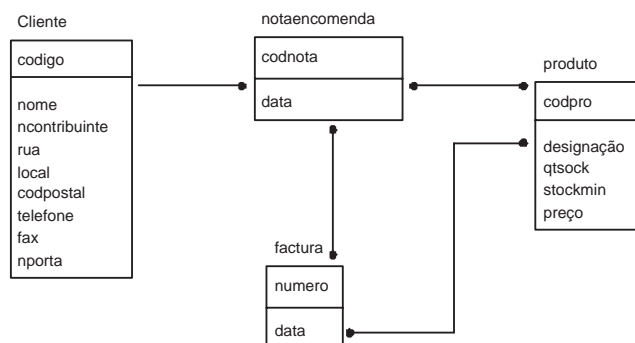 Cliente
codigo
nome
ncontribuinte
rua
local
codpostal
telefone
fax
nporta
notaencomenda
codnota
data
produto
codpro
designação
qtsock
stockmin
preço
factura
numero
data